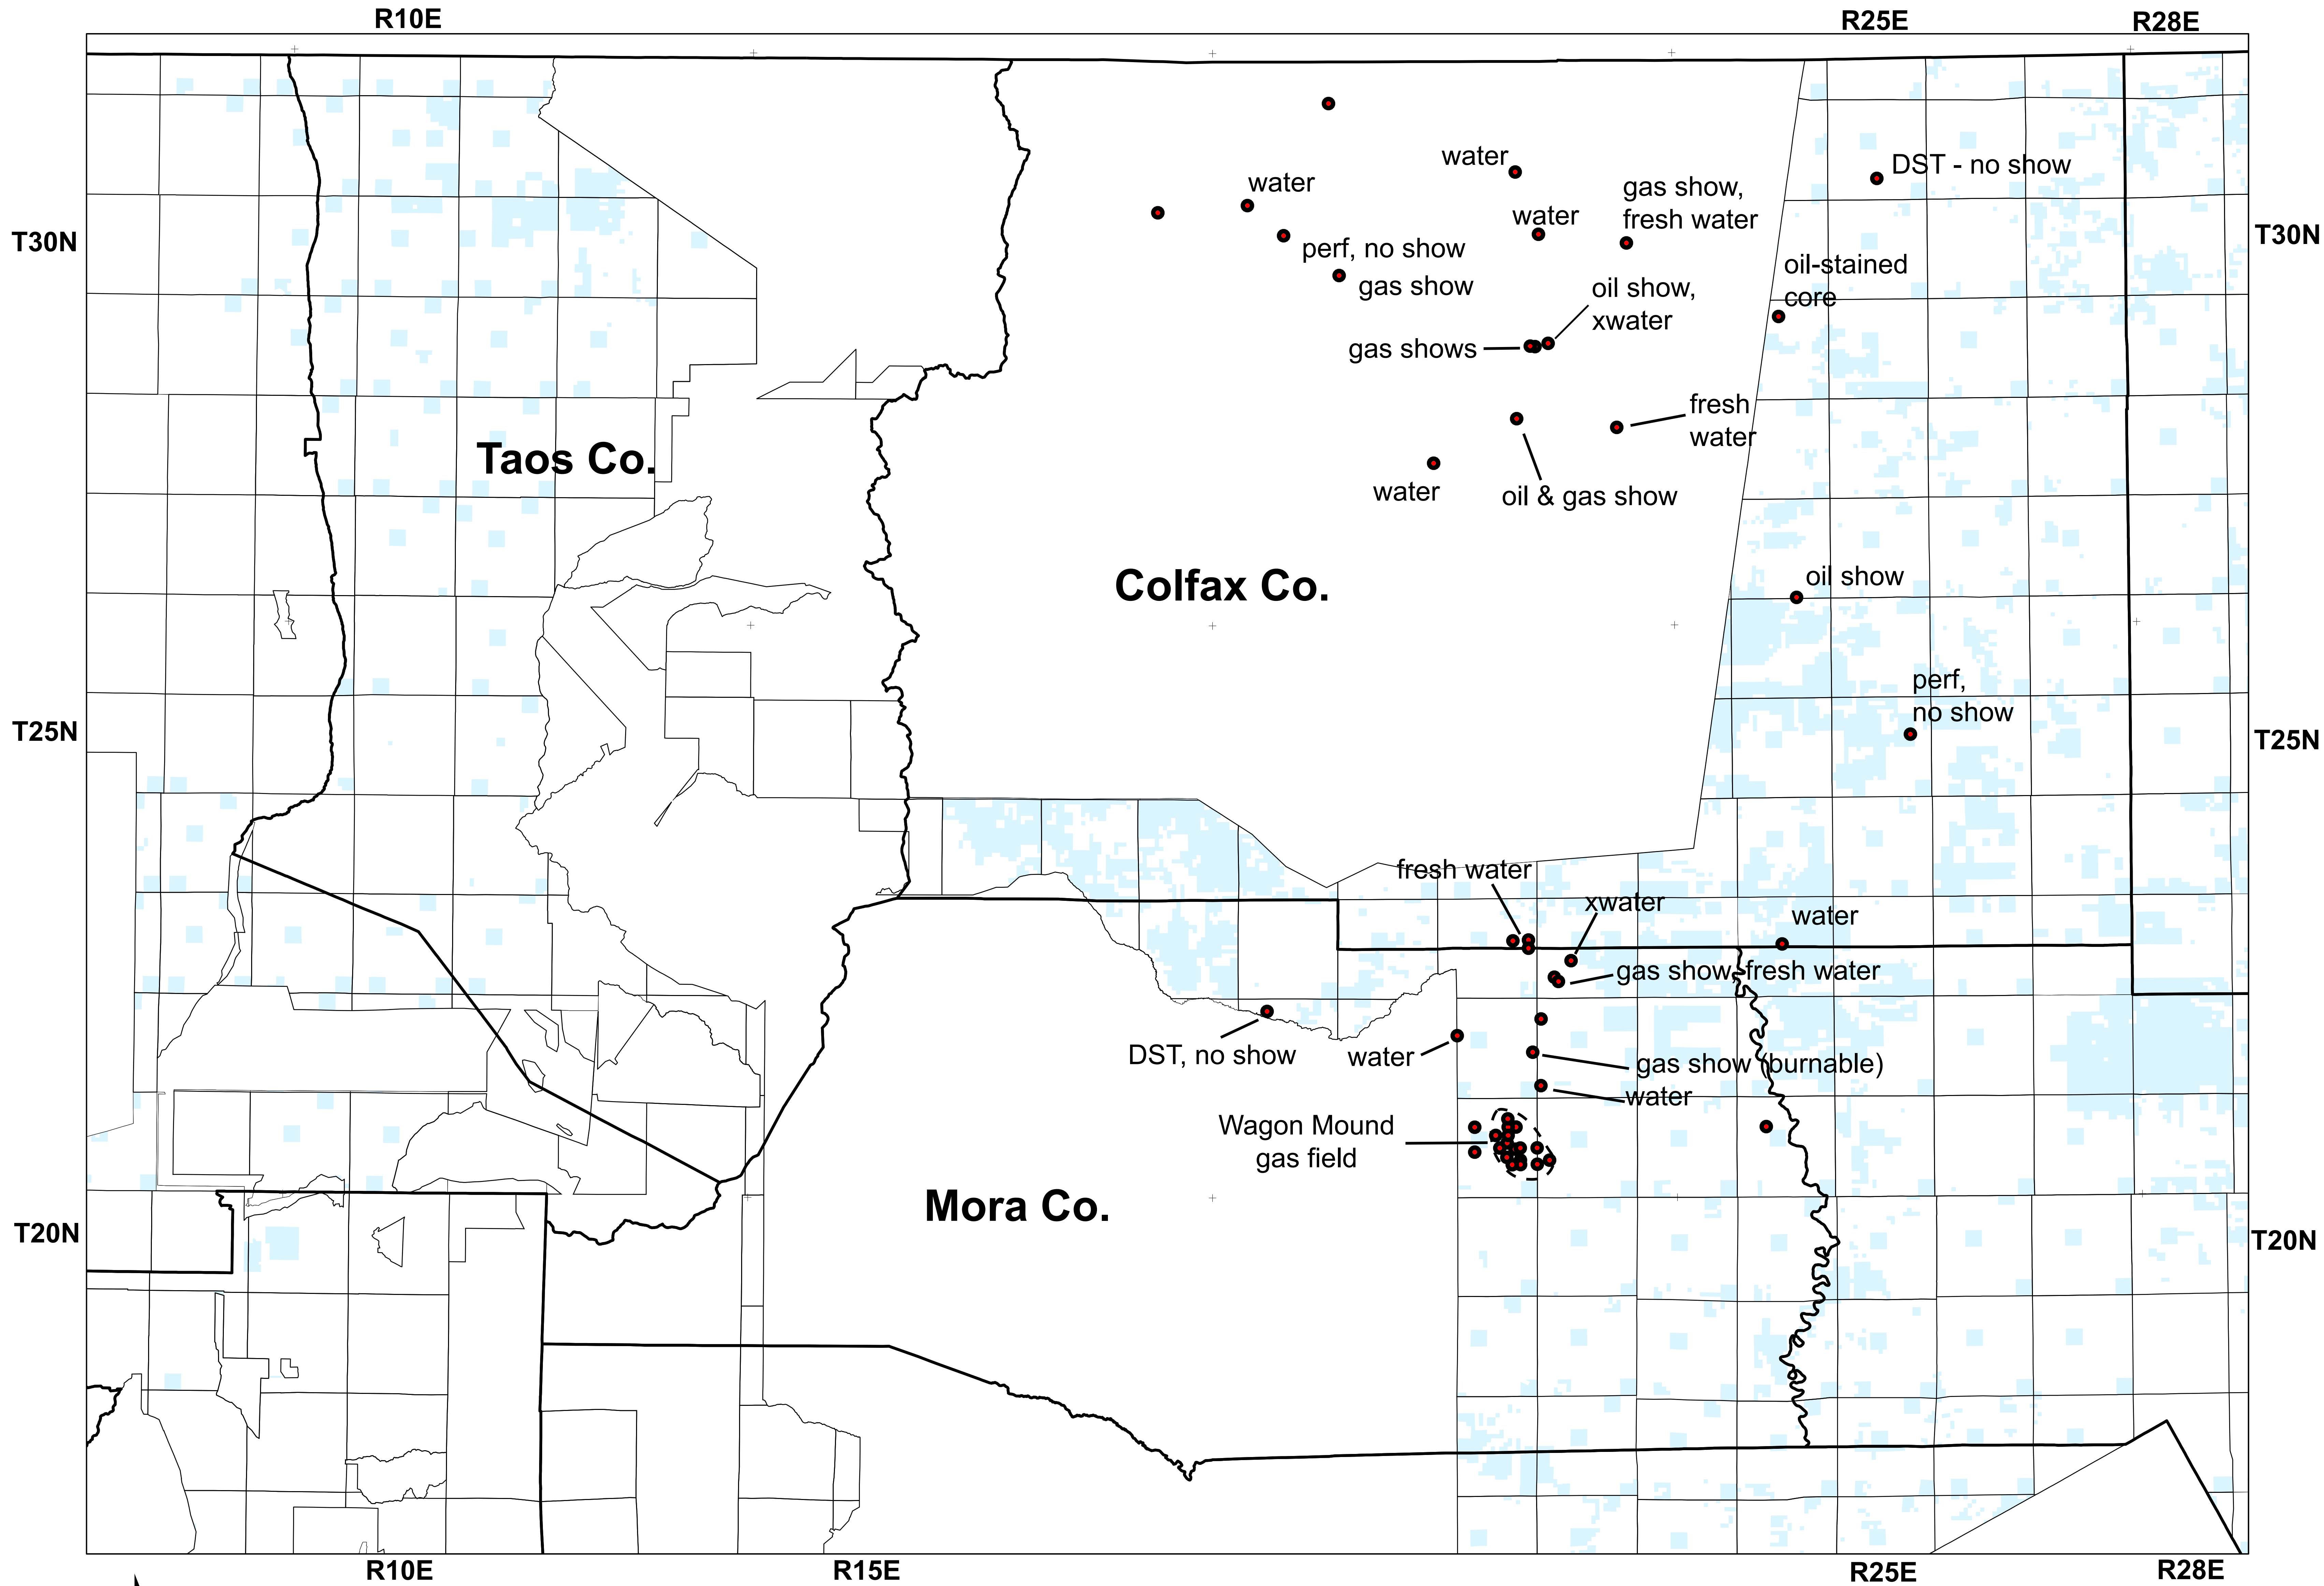 R10E
R25E
R28E
water
DST - no show
water
gas show,
fresh water
water
T30N
T30N
perf, no show
oil-stained
core
gas show
oil show,
xwater
gas shows
fresh
water
Taos Co.
water
oil & gas show
Colfax Co.
oil show
perf,
no show
T25N
T25N
fresh water
xwater
water
gas show, fresh water
DST, no show
water
gas show (burnable)
water
Wagon Mound
gas field
Mora Co.
T20N
T20N
R10E
R15E
R25E
R28E